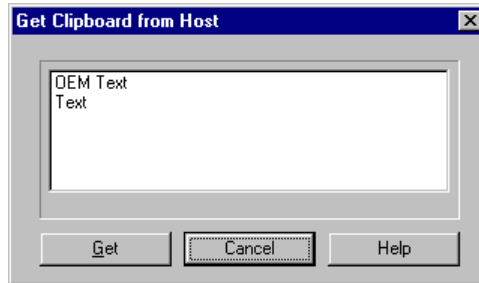 Get Clipboard from Host
OEM Text
Text
Get
Cancel
Help